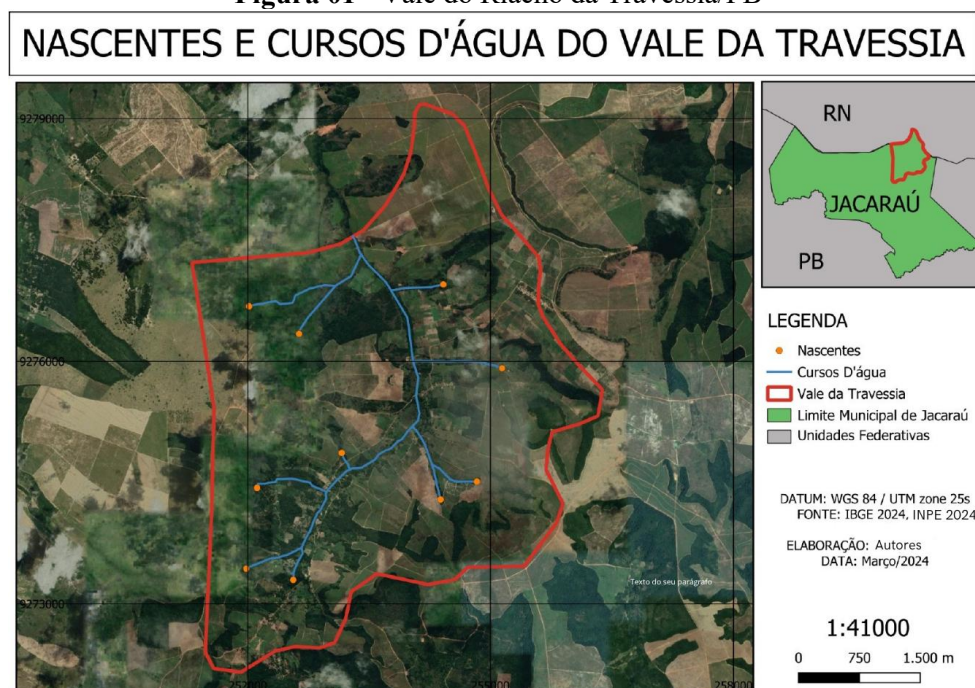 Figura 01 - Vale do Riacho da Travessia/PB
NASCENTES E CURSOS D'ÁGUA DO VALE DA TRAVESSIA
9279000
9276000
9273000
252000
255000
258000
Texto do seu parágrafo
RN
JACARAÚ
PB
LEGENDA
Nascentes
Cursos D'água
Vale da Travessia
Limite Municipal de Jacaraú
Unidades Federativas
DATUM: WGS 84 / UTM zone 25s
FONTE: IBGE 2024, INPE 2024
ELABORAÇÃO: Autores
DATA: Março/2024
1:41000
0 750 1.500 m